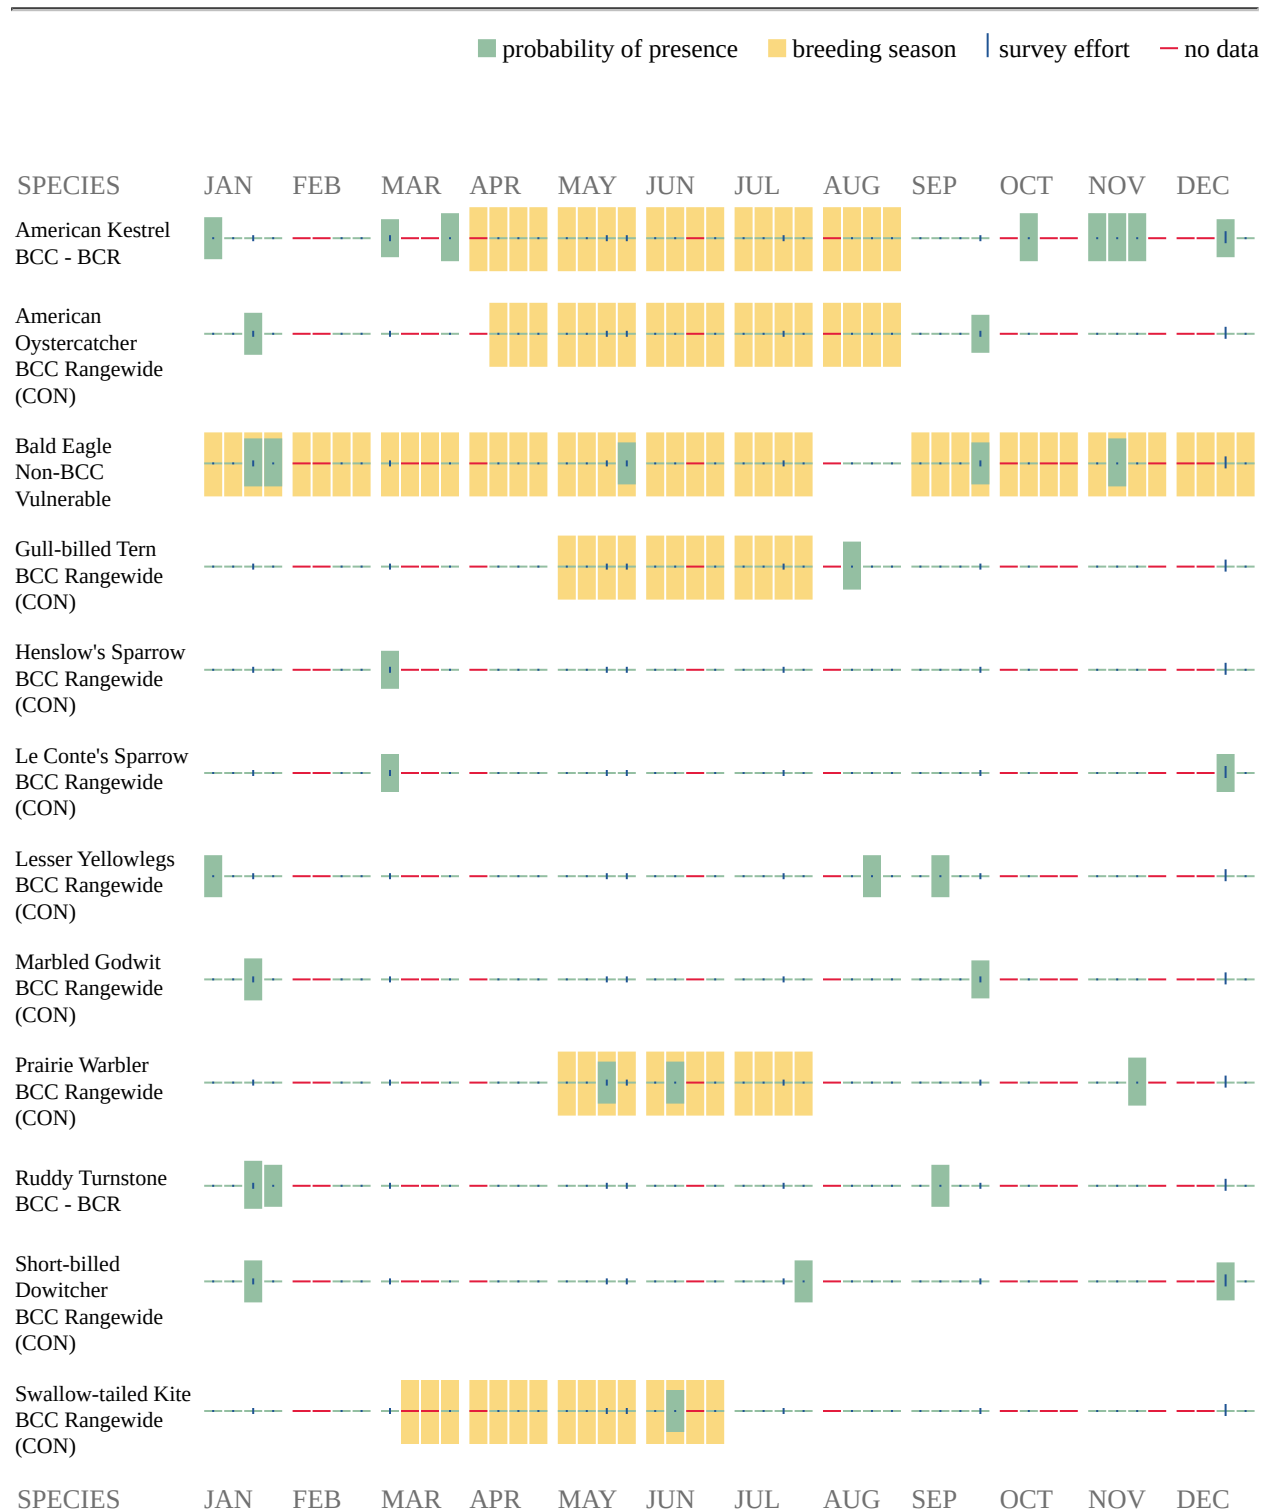 probability of presence breeding season survey effort no data
SPECIES JAN FEB MAR APR MAY JUN JUL AUG SEP OCT NOV DEC
American Kestrel
BCC - BCR
American
Oystercatcher
BCC Rangewide
(CON)
Bald Eagle
Non-BCC
Vulnerable
Gull-billed Tern
BCC Rangewide
(CON)
Henslow's Sparrow
BCC Rangewide
(CON)
Le Conte's Sparrow
BCC Rangewide
(CON)
Lesser Yellowlegs
BCC Rangewide
(CON)
Marbled Godwit
BCC Rangewide
(CON)
Prairie Warbler
BCC Rangewide
(CON)
Ruddy Turnstone
BCC - BCR
Short-billed
Dowitcher
BCC Rangewide
(CON)
Swallow-tailed Kite
BCC Rangewide
(CON)
SPECIES JAN FEB MAR APR MAY JUN JUL AUG SEP OCT NOV DEC